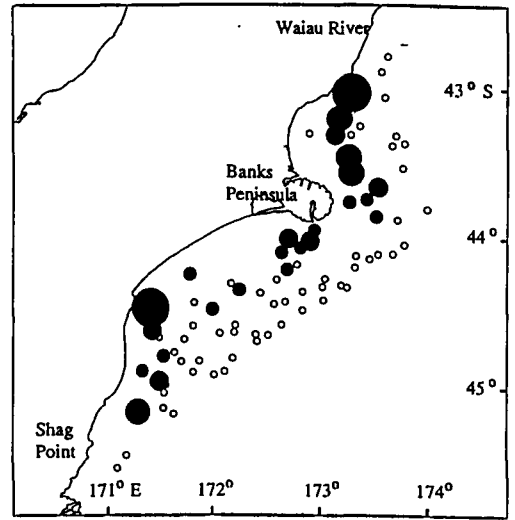 Waiau River
43° S
Banks
Peninsula
44°
45°
Shag
Point
171° E
172°
173°
174°